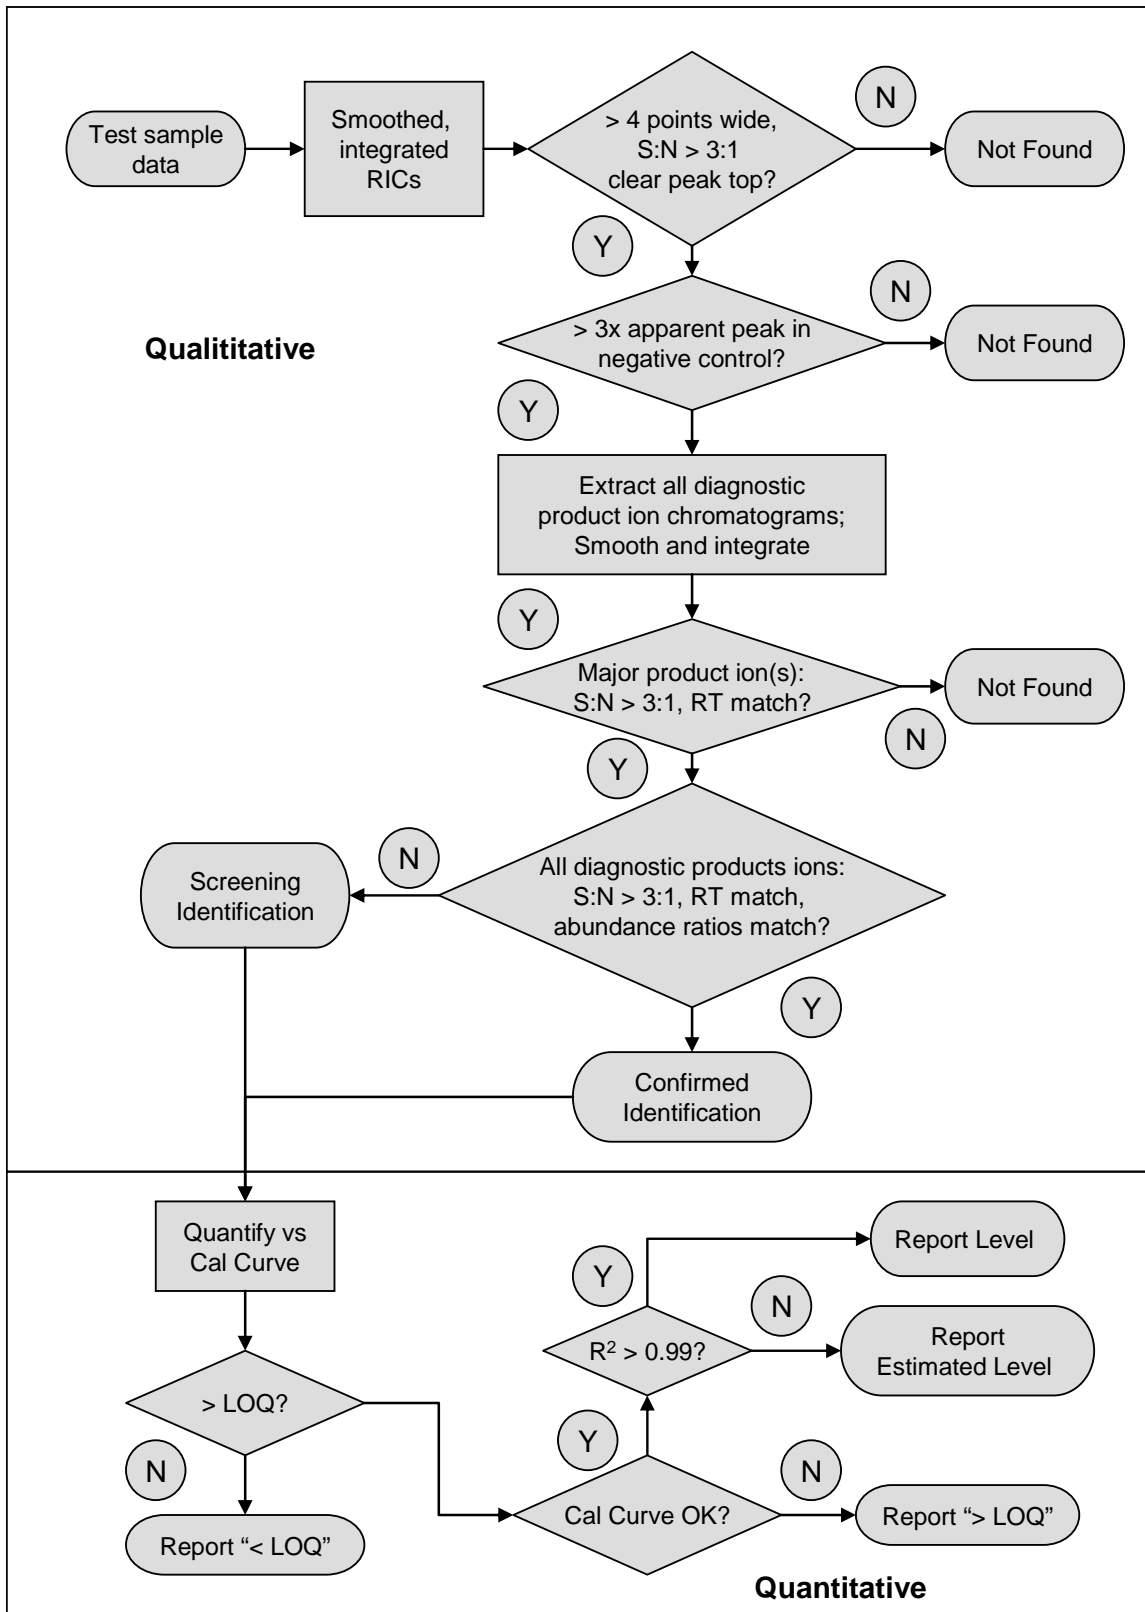 Test sample
data
Smoothed,
integrated
RICs
> 4 points wide,
S:N > 3:1
clear peak top?
N
Not Found
Y
> 3x apparent peak in
negative control?
N
Not Found
Qualititative
Y
Extract all diagnostic
product ion chromatograms;
Smooth and integrate
Y
Major product ion(s):
S:N > 3:1, RT match?
Not Found
N
Y
All diagnostic products ions:
S:N > 3:1, RT match,
abundance ratios match?
N
Screening
Identification
Y
Confirmed
Identification
Quantify vs
Cal Curve
> LOQ?
N
Report “< LOQ”
Cal Curve OK?
N
Report “> LOQ”
Y
R² > 0.99?
N
Report
Estimated Level
Y
Report Level
Quantitative